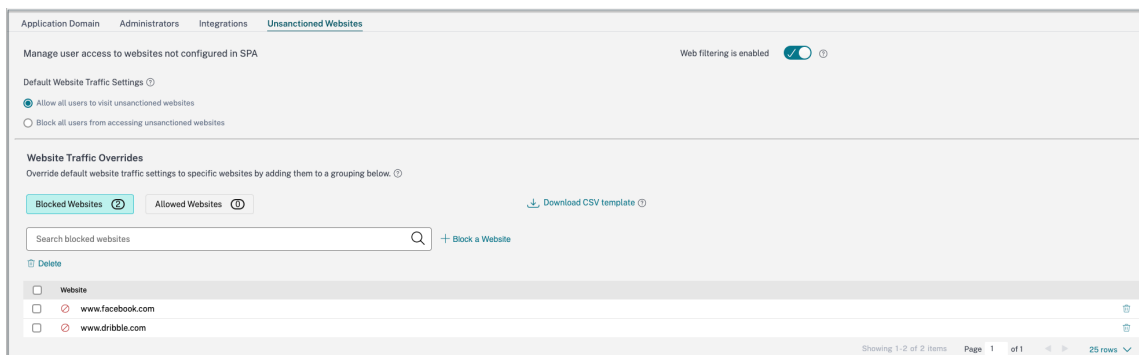 Application Domain Administrators Integrations Unsanctioned Websites
Manage user access to websites not configured in SPA Web filtering is enabled
Default Website Traffic Settings
Allow all users to visit unsanctioned websites
Block all users from accessing unsanctioned websites
Website Traffic Overrides
Override default website traffic settings to specific websites by adding them to a grouping below.
Blocked Websites 2 Allowed Websites 0 Download CSV template
Search blocked websites Block a Website
Delete
Website
www.facebook.com
www.dribble.com
Showing 1-2 of 2 items Page 1 of 1 25 rows